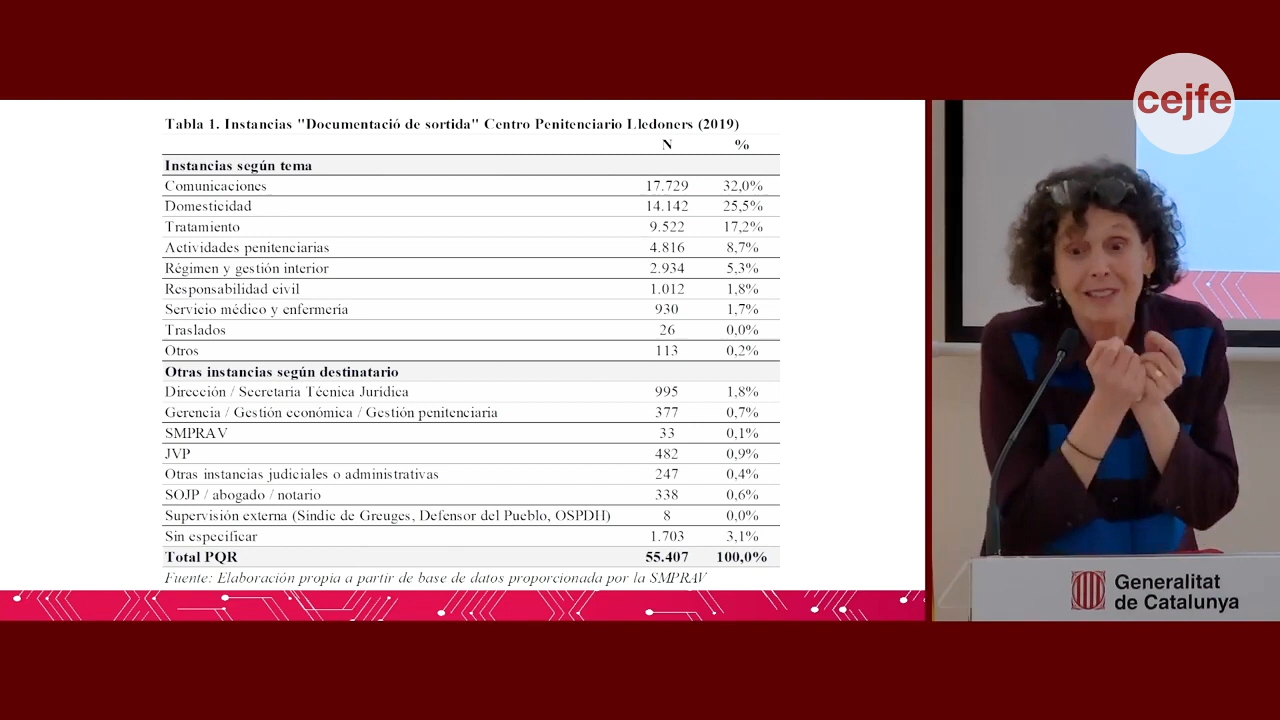 cejfe
Tabla 1. Instancias "Documentació de sortida" Centro Penitenciario Lledoners (2019)
N %
Instancias según tema
Comunicaciones 17.729 32,0%
Domesticidad 14.142 25,5%
Tratamiento 9.522 17,2%
Actividades penitenciarias 4.816 8,7%
Régimen y gestión interior 2.934 5,3%
Responsabilidad civil 1.012 1,8%
Servicio médico y enfermería 930 1,7%
Traslados 26 0,0%
Otros 113 0,2%
Otras instancias según destinatario
Dirección / Secretaría Técnica Jurídica 995 1,8%
Gerencia / Gestión económica / Gestión penitenciaria 377 0,7%
SMPRAV 33 0,1%
JVP 482 0,9%
Otras instancias judiciales o administrativas 247 0,4%
SOJP / abogado / notario 338 0,6%
Supervisión externa (Síndic de Greuges, Defensor del Pueblo, OSPDH) 8 0,0%
Sin especificar 1.703 3,1%
Total PQR 55.407 100,0%
Fuente: Elaboración propia a partir de base de datos proporcionada por la SMPRAV
Generalitat
de Catalunya